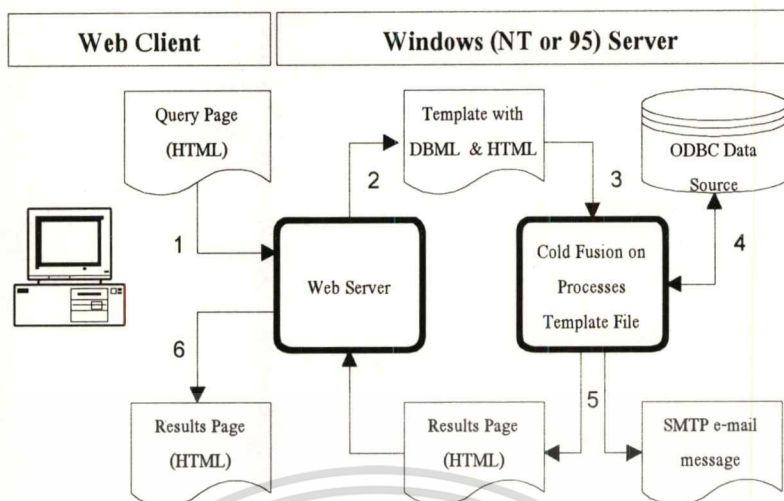 Web Client
Windows (NT or 95) Server
Query Page
(HTML)
Template with
DBML & HTML
ODBC Data
Source
1
2
3
4
Web Server
Cold Fusion on
Processes
Template File
6
5
Results Page
(HTML)
Results Page
(HTML)
SMTP e-mail
message